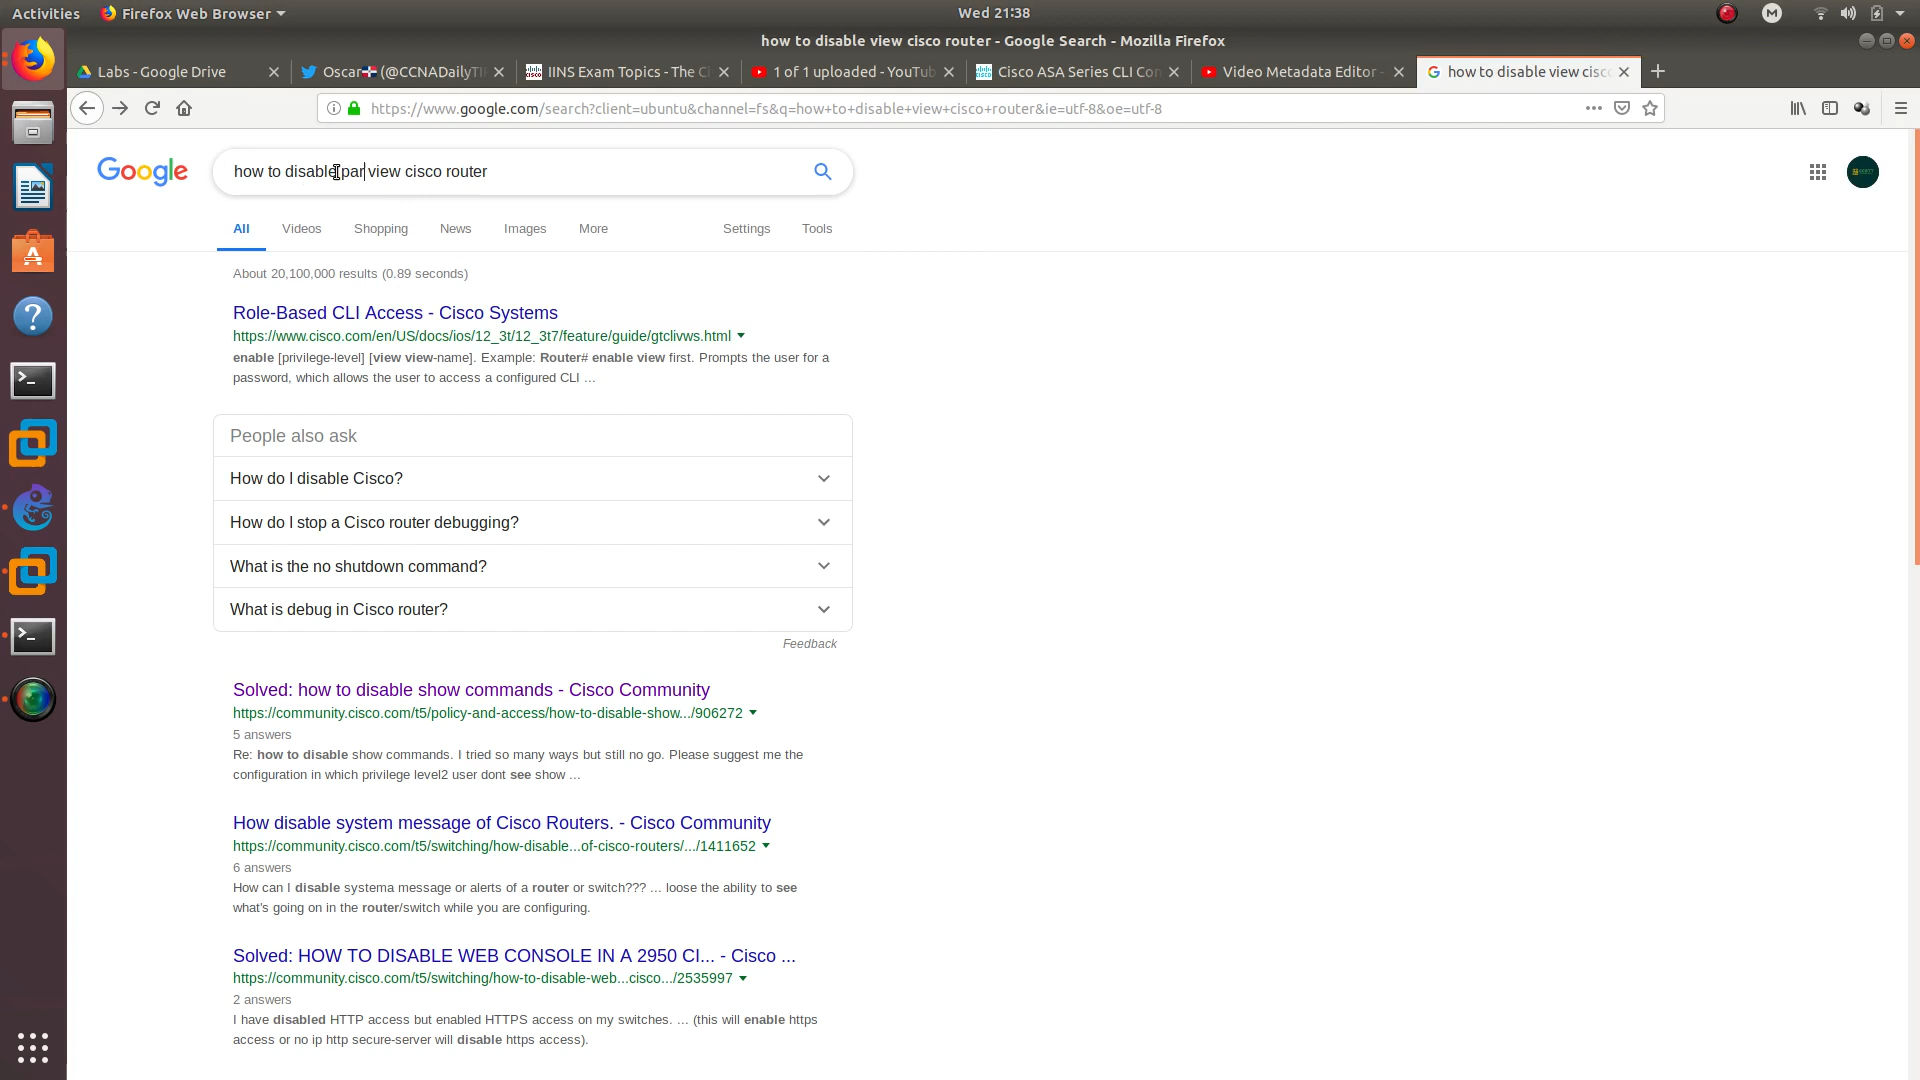 Activities Firefox Web Browser Wed 21:38
how to disable view cisco router - Google Search - Mozilla Firefox
Labs - Google Drive Oscar (@CCNADailyTI IINS Exam Topics - The C 1 of 1 uploaded - YouTub Cisco ASA Series CLI Con Video Metadata Editor - how to disable view cisc
https://www.google.com/search?client=ubuntu&channel=fs&q=how+to+disable+view+cisco+router&ie=utf-8&oe=utf-8
Google how to disable par view cisco router
All Videos Shopping News Images More Settings Tools
About 20,100,000 results (0.89 seconds)
Role-Based CLI Access - Cisco Systems
https://www.cisco.com/en/US/docs/ios/12_3t/12_3t7/feature/guide/gtclivws.html
enable [privilege-level] [view view-name]. Example: Router# enable view first. Prompts the user for a
password, which allows the user to access a configured CLI ...
People also ask
How do I disable Cisco?
How do I stop a Cisco router debugging?
What is the no shutdown command?
What is debug in Cisco router?
Feedback
Solved: how to disable show commands - Cisco Community
https://community.cisco.com/t5/policy-and-access/how-to-disable-show.../906272
5 answers
Re: how to disable show commands. I tried so many ways but still no go. Please suggest me the
configuration in which privilege level2 user dont see show ...
How disable system message of Cisco Routers. - Cisco Community
https://community.cisco.com/t5/switching/how-disable...of-cisco-routers/.../1411652
6 answers
How can I disable systema message or alerts of a router or switch??? ... loose the ability to see
what's going on in the router/switch while you are configuring.
Solved: HOW TO DISABLE WEB CONSOLE IN A 2950 CI... - Cisco ...
https://community.cisco.com/t5/switching/how-to-disable-web...cisco.../2535997
2 answers
I have disabled HTTP access but enabled HTTPS access on my switches. ... (this will enable https
access or no ip http secure-server will disable https access).